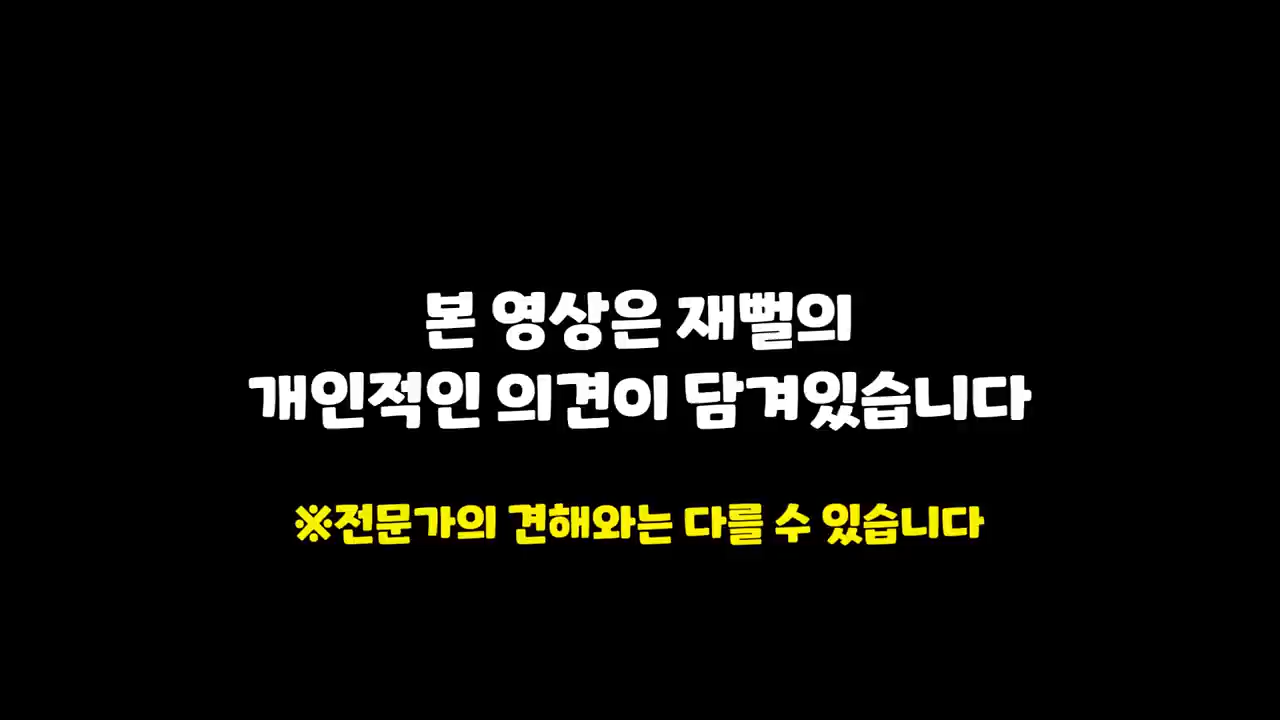 본 영상은 재뻘의
개인적인 의견이 담겨있습니다
※전문가의 견해와는 다를 수 있습니다